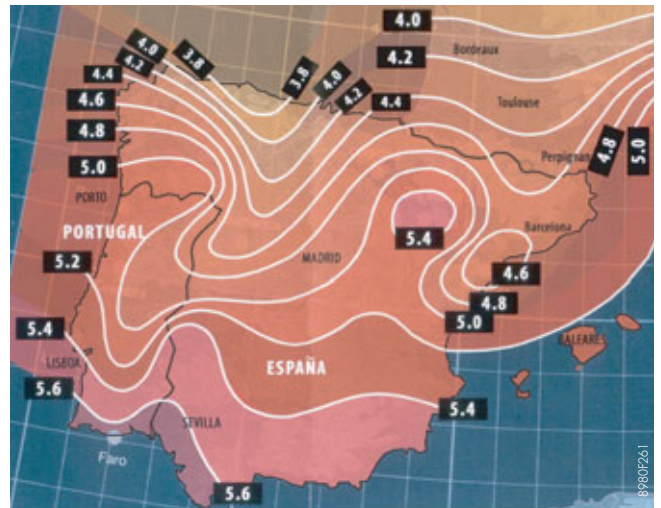 4.0
4.0
3.8
3.8
4.0
4.2
Bordeaux
4.2
4.4
4.2
4.4
4.6
Toulouse
4.8
4.8
5.0
5.0
Perpignan
PORTO
PORTUGAL
5.4
Barcelona
5.2
MADRID
4.6
4.8
5.0
5.4
BALEARES
LISBOA
ESPAÑA
5.6
5.4
SEVILLA
Faro
5.6
8980F261